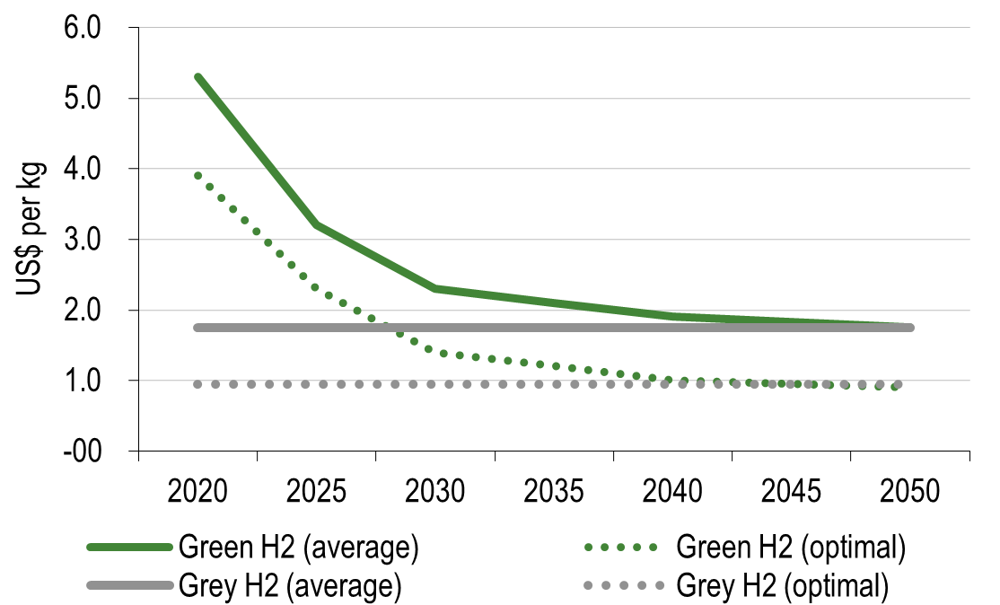 US$ per kg
6.0
5.0
4.0
3.0
2.0
1.0
-00
2020 2025 2030 2035 2040 2045 2050
Green H2 (average) Green H2 (optimal)
Grey H2 (average) Grey H2 (optimal)